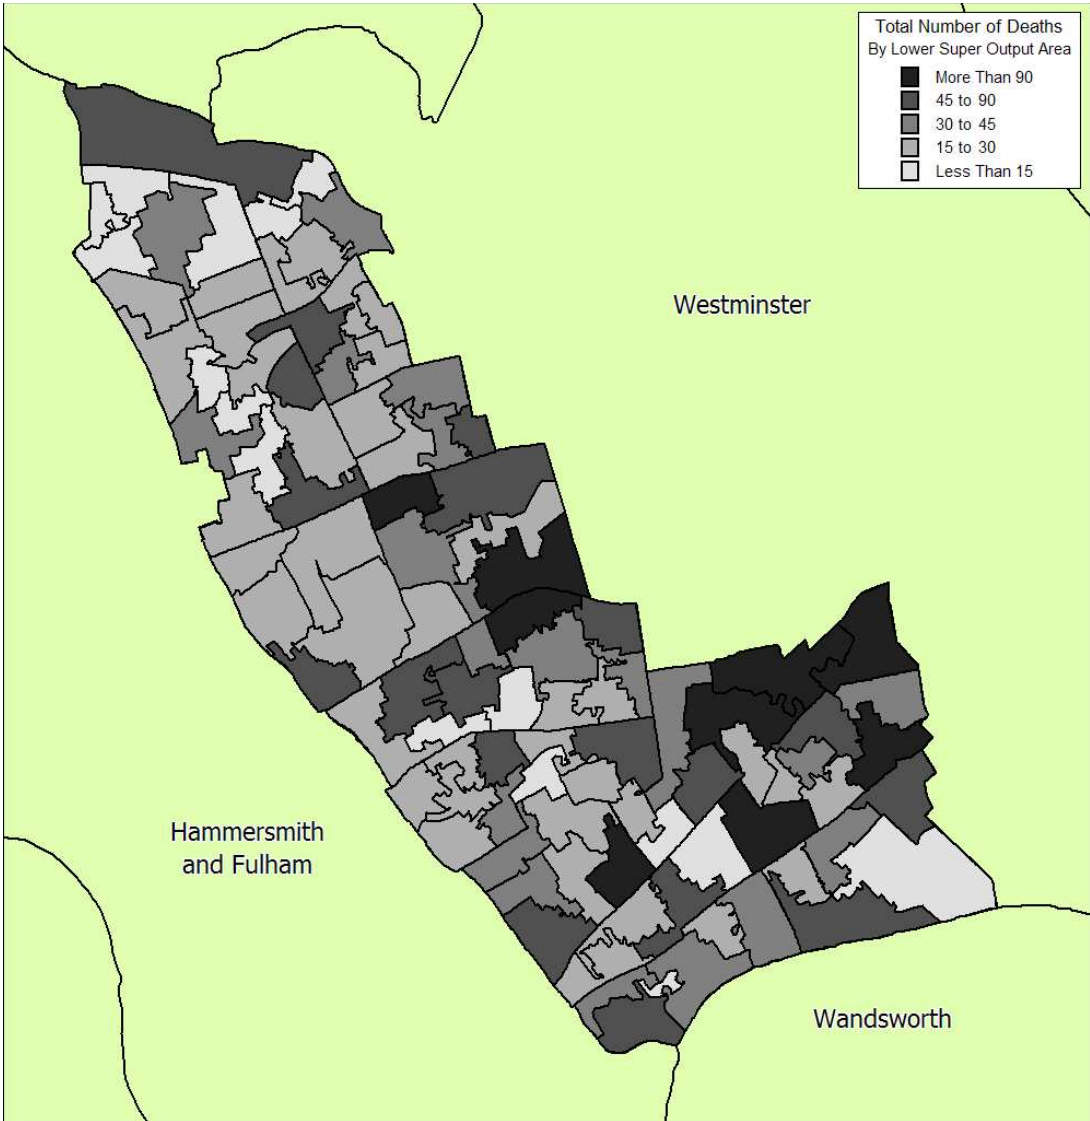 Total Number of Deaths
By Lower Super Output Area
More Than 90
45 to 90
30 to 45
15 to 30
Less Than 15
Westminster
Hammersmith
and Fulham
Wandsworth